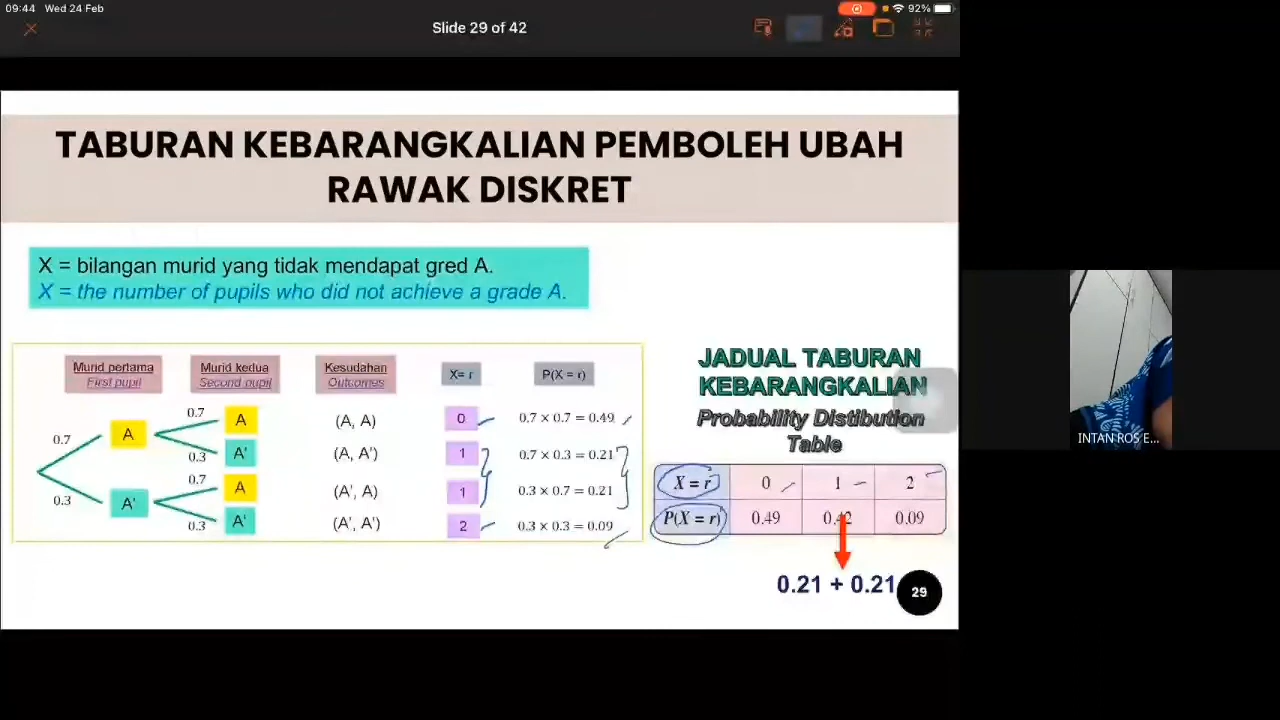 09:44 Wed 24 Feb
92%
Slide 29 of 42
TABURAN KEBARANGKALIAN PEMBOLEH UBAH
RAWAK DISKRET
X = bilangan murid yang tidak mendapat gred A.
X = the number of pupils who did not achieve a grade A.
Murid pertama
First pupil
Murid kedua
Second pupil
Kesudahan
Outcomes
X= r
P(X = r)
0.7
0.3
A
A'
0.7 A (A, A) 0 0.7 × 0.7 = 0.49
0.3 A' (A, A') 1 0.7 × 0.3 = 0.21
0.7 A (A', A) 1 0.3 × 0.7 = 0.21
0.3 A' (A', A') 2 0.3 × 0.3 = 0.09
JADUAL TABURAN
KEBARANGKALIAN
Probability Distibution
Table
X = r 0 1 2
P(X = r) 0.49 0.42 0.09
0.21 + 0.21
29
INTAN ROS E...